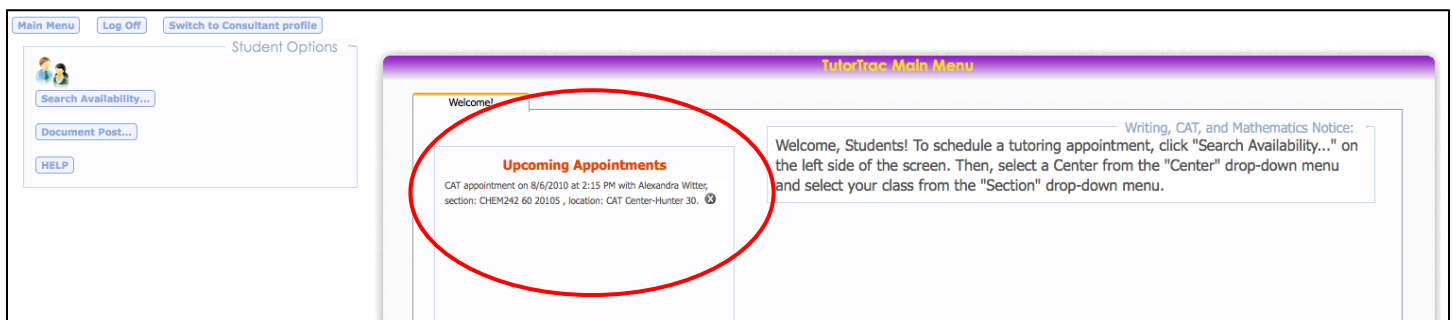 Main Menu Log Off Switch to Consultant profile
Student Options
Search Availability...
Document Post...
HELP
TutorTrac Main Menu
Welcome!
Upcoming Appointments
CAT appointment on 8/6/2010 at 2:15 PM with Alexandra Witter,
section: CHEM242 60 20105 , location: CAT Center-Hunter 30.
Writing, CAT, and Mathematics Notice:
Welcome, Students! To schedule a tutoring appointment, click "Search Availability..." on
the left side of the screen. Then, select a Center from the "Center" drop-down menu
and select your class from the "Section" drop-down menu.